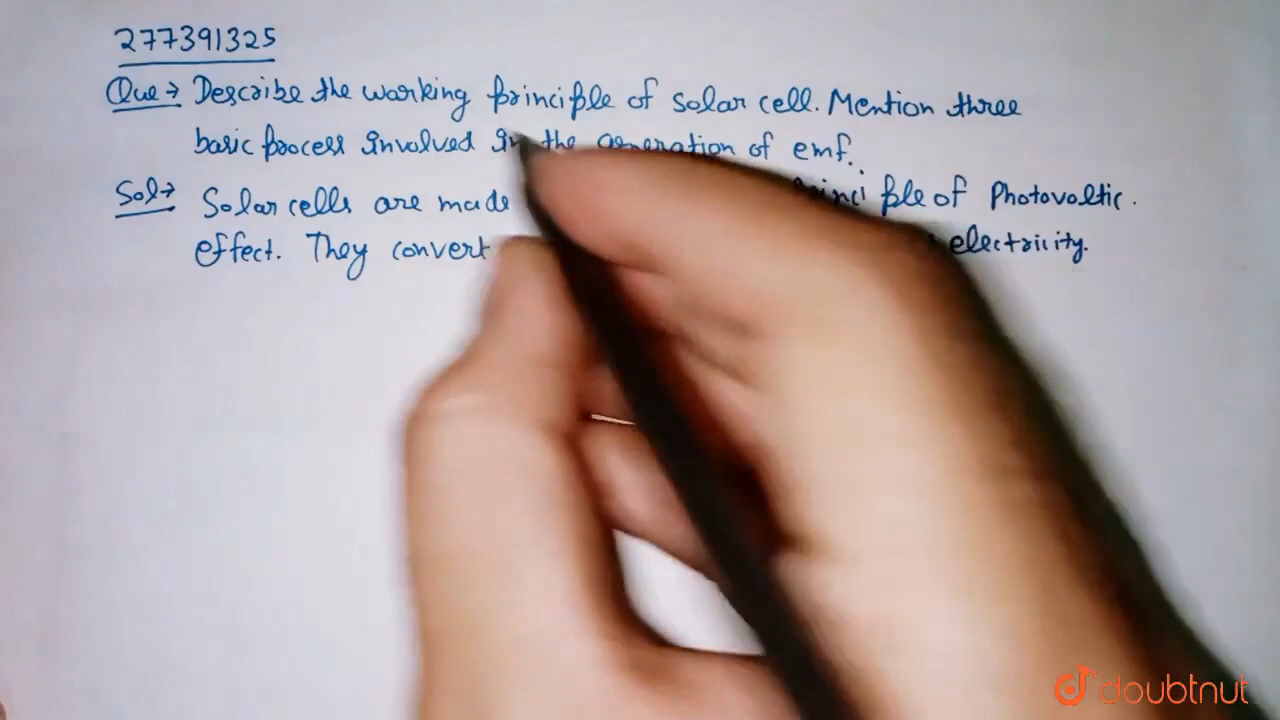 277391325
Que → Describe the working principle of solar cell. Mention three
basic process involved in the generation of emf.
Sol → Solar cells are made principle of Photovoltic.
effect. They convert electricity.
doubtnut